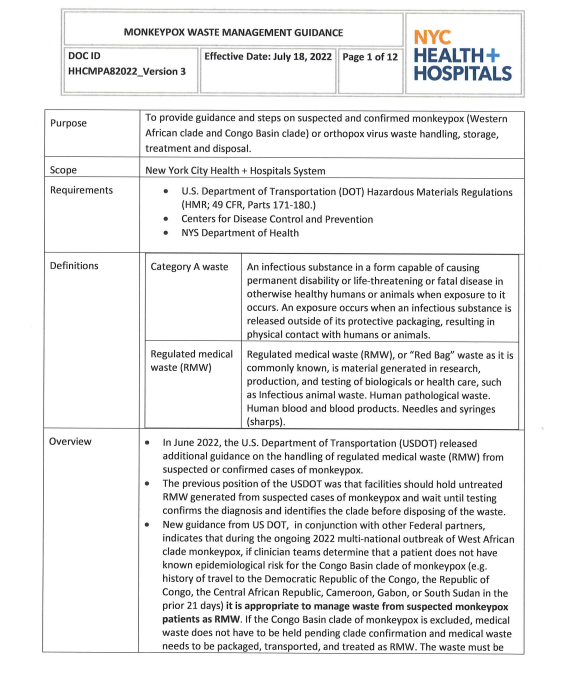 MONKEYPOX WASTE MANAGEMENT GUIDANCE
DOC ID
HHCMPA82022_Version 3
Effective Date: July 18, 2022
Page 1 of 12
NYC
HEALTH+
HOSPITALS
Purpose
To provide guidance and steps on suspected and confirmed monkeypox (Western
African clade and Congo Basin clade) or orthopox virus waste handling, storage,
treatment and disposal.
Scope
New York City Health + Hospitals System
Requirements
• U.S. Department of Transportation (DOT) Hazardous Materials Regulations
(HMR; 49 CFR, Parts 171-180.)
• Centers for Disease Control and Prevention
• NYS Department of Health
Definitions
Category A waste
An infectious substance in a form capable of causing
permanent disability or life-threatening or fatal disease in
otherwise healthy humans or animals when exposure to it
occurs. An exposure occurs when an infectious substance is
released outside of its protective packaging, resulting in
physical contact with humans or animals.
Regulated medical
waste (RMW)
Regulated medical waste (RMW), or “Red Bag” waste as it is
commonly known, is material generated in research,
production, and testing of biologicals or health care, such
as Infectious animal waste. Human pathological waste.
Human blood and blood products. Needles and syringes
(sharps).
Overview
• In June 2022, the U.S. Department of Transportation (USDOT) released
additional guidance on the handling of regulated medical waste (RMW) from
suspected or confirmed cases of monkeypox.
• The previous position of the USDOT was that facilities should hold untreated
RMW generated from suspected cases of monkeypox and wait until testing
confirms the diagnosis and identifies the clade before disposing of the waste.
• New guidance from US DOT, in conjunction with other Federal partners,
indicates that during the ongoing 2022 multi-national outbreak of West African
clade monkeypox, if clinician teams determine that a patient does not have
known epidemiological risk for the Congo Basin clade of monkeypox (e.g.
history of travel to the Democratic Republic of the Congo, the Republic of
Congo, the Central African Republic, Cameroon, Gabon, or South Sudan in the
prior 21 days) it is appropriate to manage waste from suspected monkeypox
patients as RMW. If the Congo Basin clade of monkeypox is excluded, medical
waste does not have to be held pending clade confirmation and medical waste
needs to be packaged, transported, and treated as RMW. The waste must be